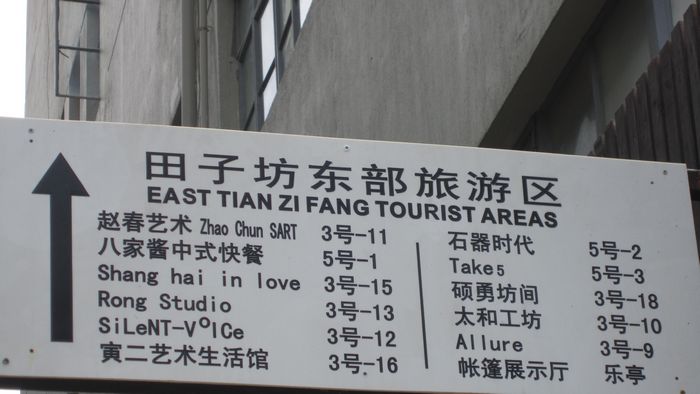 田子坊东部旅游区
EAST TIAN ZI FANG TOURIST AREAS
赵春艺术 Zhao Chun SART 3号-11
八家酱中式快餐 5号-1
Shang hai in love 3号-15
Rong Studio 3号-13
SiLeNT-VOICe 3号-12
寅二艺术生活馆 3号-16
石器时代 5号-2
Take5 5号-3
硕勇坊间 3号-18
太和工坊 3号-10
Allure 3号-9
帐篷展示厅 乐亭